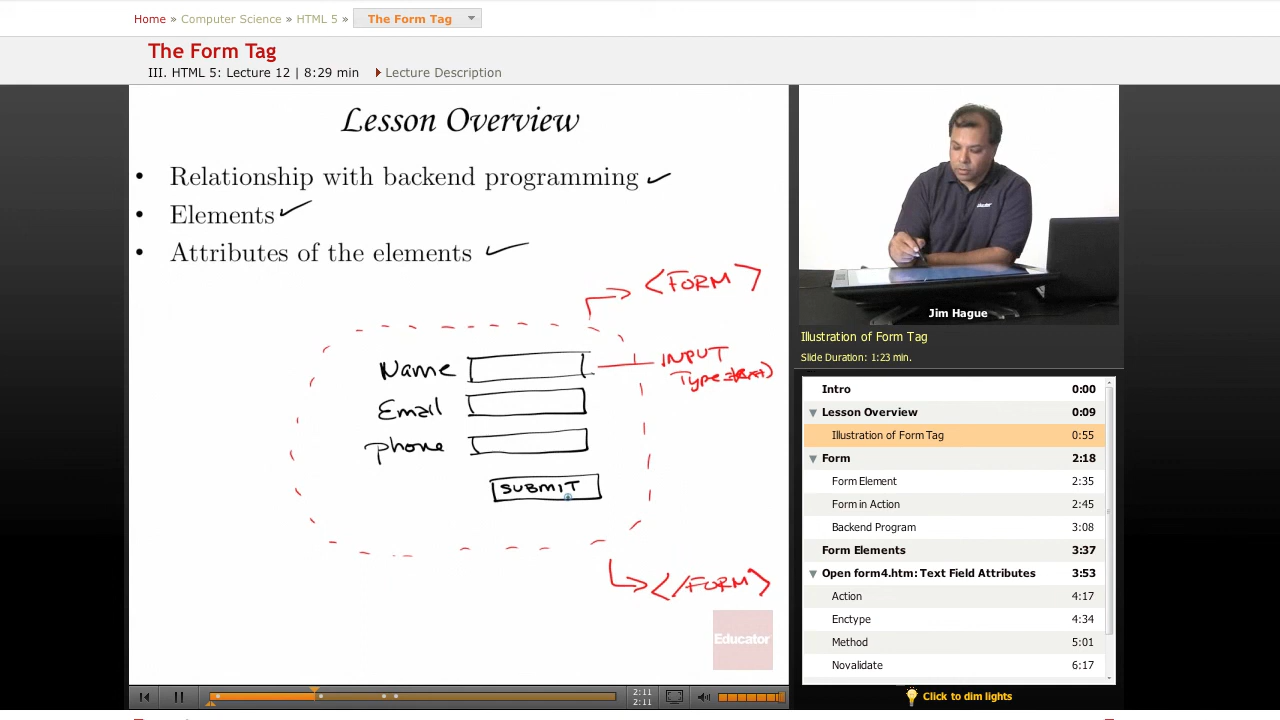 Home » Computer Science » HTML 5 » The Form Tag
The Form Tag
III. HTML 5: Lecture 12 | 8:29 min Lecture Description
Lesson Overview
• Relationship with backend programming
• Elements
• Attributes of the elements
<FORM>
Name
INPUT
Type=text)
Email
phone
SUBMIT
</FORM>
Educator
2:11
2:11
Jim Hague
Illustration of Form Tag
Slide Duration: 1:23 min.
Intro 0:00
Lesson Overview 0:09
Illustration of Form Tag 0:55
Form 2:18
Form Element 2:35
Form in Action 2:45
Backend Program 3:08
Form Elements 3:37
Open form4.htm: Text Field Attributes 3:53
Action 4:17
Enctype 4:34
Method 5:01
Novalidate 6:17
Click to dim lights